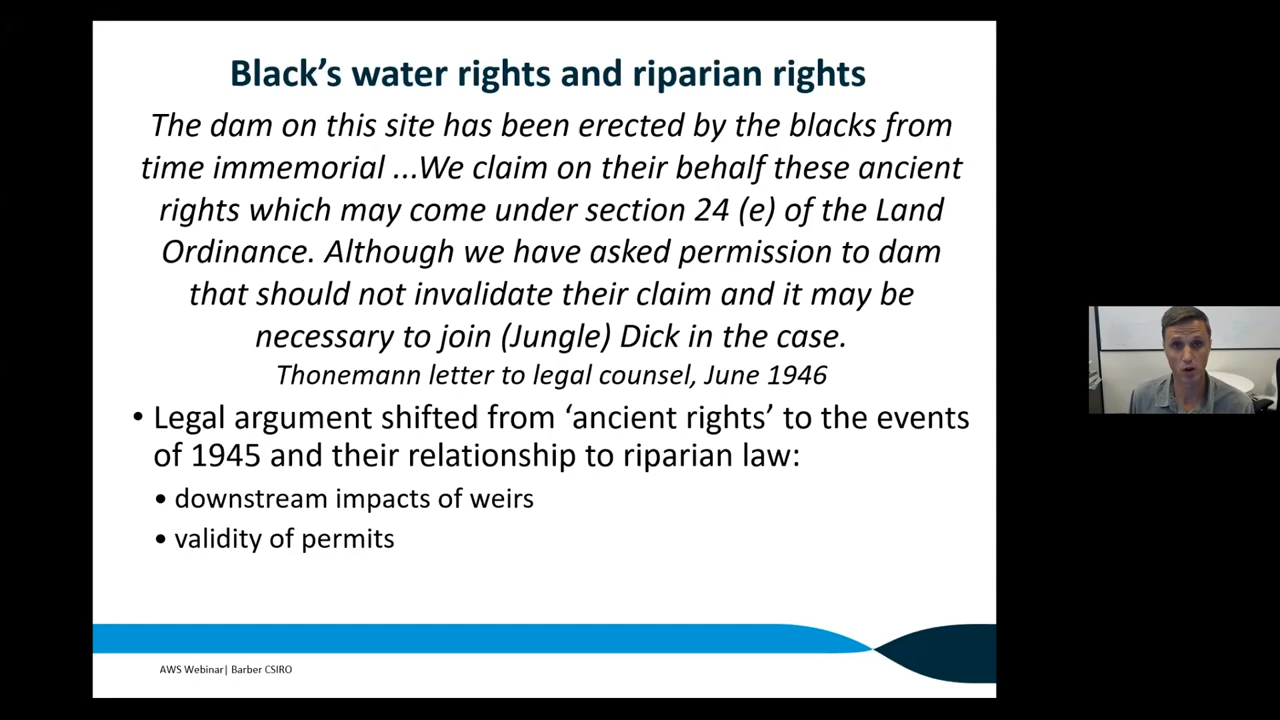 Black’s water rights and riparian rights
The dam on this site has been erected by the blacks from
time immemorial ...We claim on their behalf these ancient
rights which may come under section 24 (e) of the Land
Ordinance. Although we have asked permission to dam
that should not invalidate their claim and it may be
necessary to join (Jungle) Dick in the case.
Thonemann letter to legal counsel, June 1946
• Legal argument shifted from ‘ancient rights’ to the events
of 1945 and their relationship to riparian law:
• downstream impacts of weirs
• validity of permits
AWS Webinar| Barber CSIRO